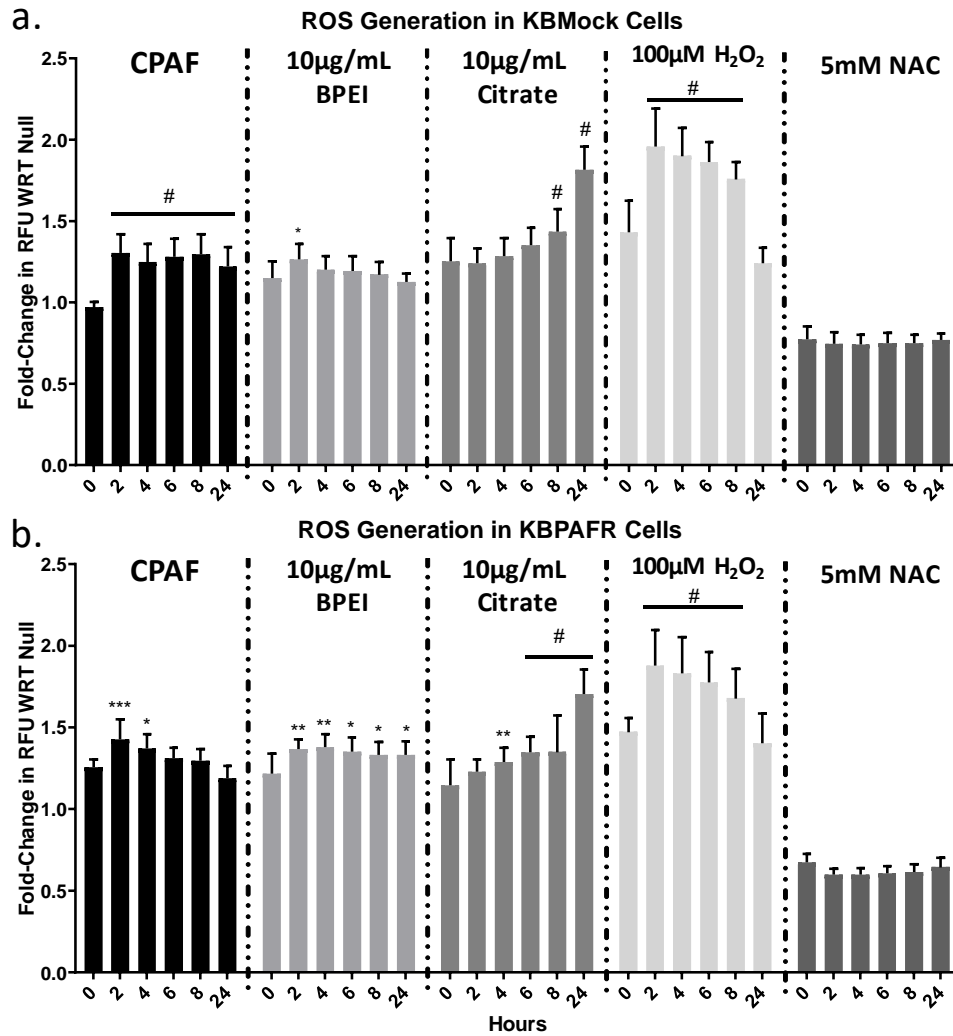 a.
ROS Generation in KBMock Cells
CPAF
10µg/mL
BPEI
10µg/mL
Citrate
100µM H₂O₂
5mM NAC
Fold-Change in RFU WRT Null
2.5
2.0
1.5
1.0
0.5
0.0
#
*
#
#
#
0 2 4 6 8 24 0 2 4 6 8 24 0 2 4 6 8 24 0 2 4 6 8 24 0 2 4 6 8 24
b.
ROS Generation in KBPAFR Cells
CPAF
10µg/mL
BPEI
10µg/mL
Citrate
100µM H₂O₂
5mM NAC
Fold-Change in RFU WRT Null
2.5
2.0
1.5
1.0
0.5
0.0
***
*
**
**
*
*
*
**
#
#
0 2 4 6 8 24 0 2 4 6 8 24 0 2 4 6 8 24 0 2 4 6 8 24 0 2 4 6 8 24
Hours